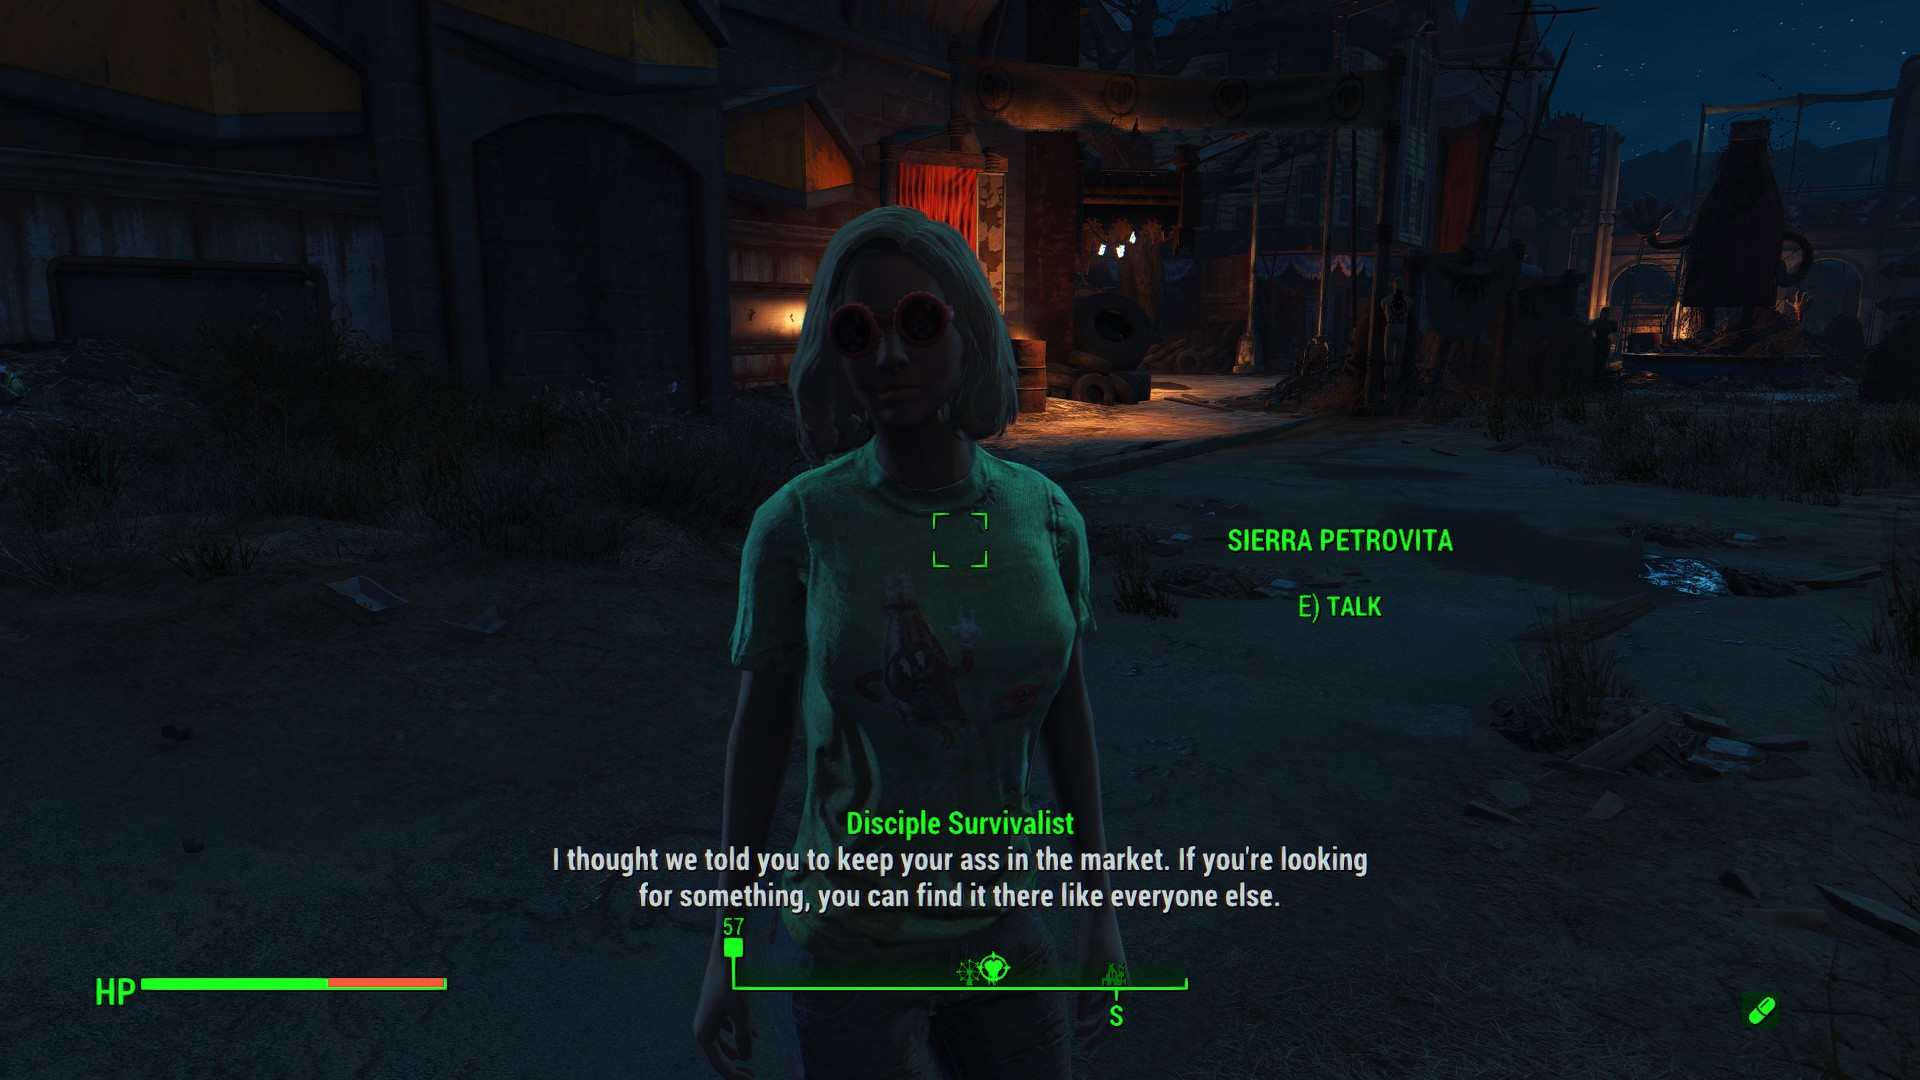 SIERRA PETROVITA
E) TALK
Disciple Survivalist
I thought we told you to keep your ass in the market. If you're looking
for something, you can find it there like everyone else.
57
HP
S